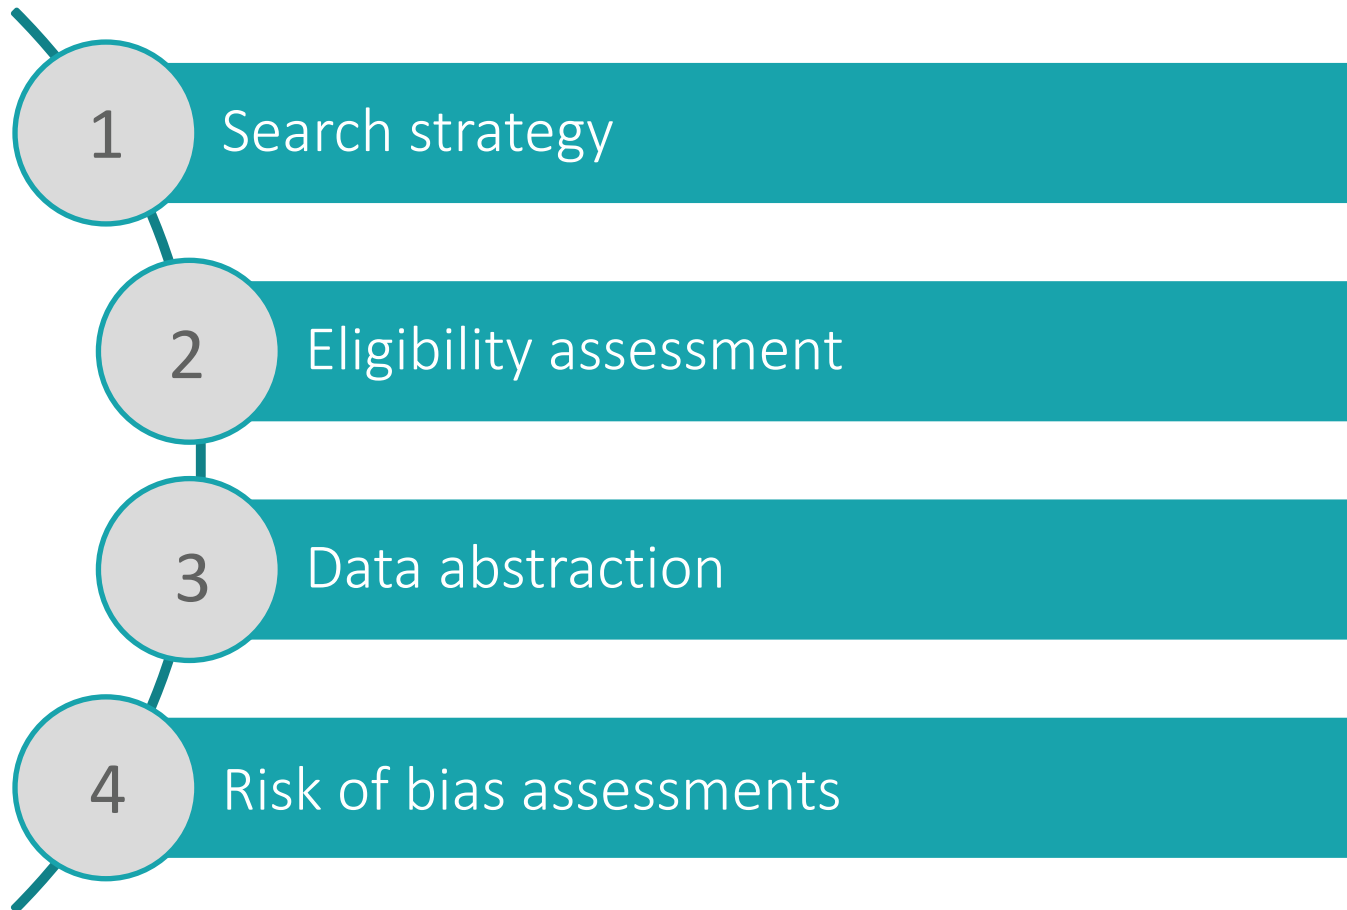 1 Search strategy
2 Eligibility assessment
3 Data abstraction
4 Risk of bias assessments